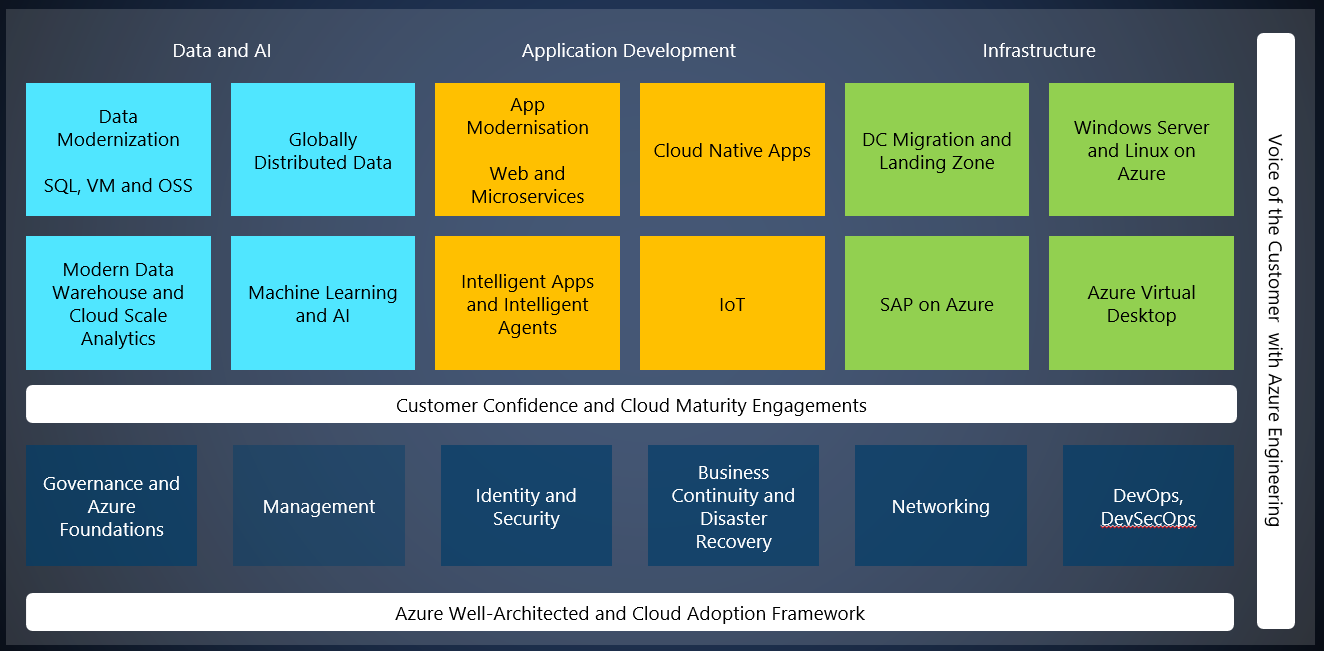 Data and AI
Application Development
Infrastructure
Data
Modernization
SQL, VM and OSS
Globally
Distributed Data
App
Modernisation
Web and
Microservices
Cloud Native Apps
DC Migration and
Landing Zone
Windows Server
and Linux on
Azure
Modern Data
Warehouse and
Cloud Scale
Analytics
Machine Learning
and AI
Intelligent Apps
and Intelligent
Agents
IoT
SAP on Azure
Azure Virtual
Desktop
Customer Confidence and Cloud Maturity Engagements
Governance and
Azure
Foundations
Management
Identity and
Security
Business
Continuity and
Disaster
Recovery
Networking
DevOps,
DevSecOps
Azure Well-Architected and Cloud Adoption Framework
Voice of the Customer with Azure Engineering